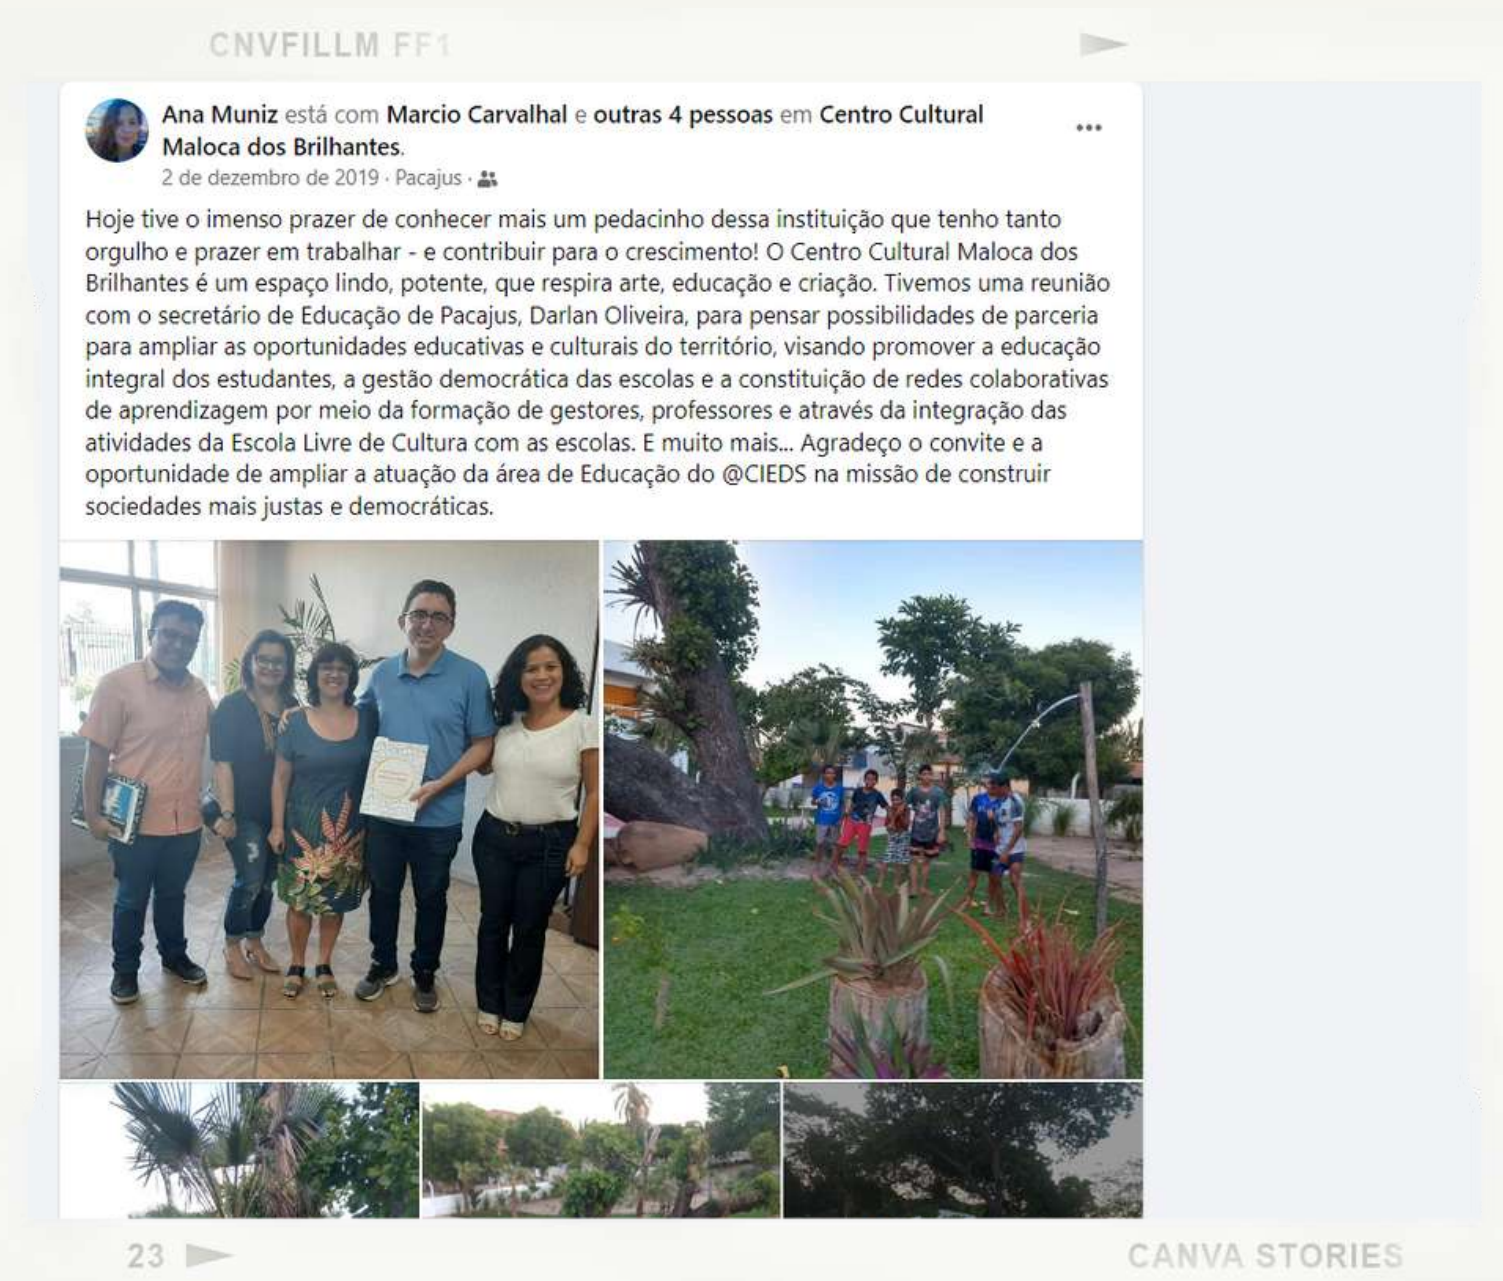 CNVFILLM FF1
Ana Muniz está com Marcio Carvalhal e outras 4 pessoas em Centro Cultural
Maloca dos Brilhantes.
2 de dezembro de 2019 · Pacajus ·
Hoje tive o imenso prazer de conhecer mais um pedacinho dessa instituição que tenho tanto
orgulho e prazer em trabalhar - e contribuir para o crescimento! O Centro Cultural Maloca dos
Brilhantes é um espaço lindo, potente, que respira arte, educação e criação. Tivemos uma reunião
com o secretário de Educação de Pacajus, Darlan Oliveira, para pensar possibilidades de parceria
para ampliar as oportunidades educativas e culturais do território, visando promover a educação
integral dos estudantes, a gestão democrática das escolas e a constituição de redes colaborativas
de aprendizagem por meio da formação de gestores, professores e através da integração das
atividades da Escola Livre de Cultura com as escolas. E muito mais... Agradeço o convite e a
oportunidade de ampliar a atuação da área de Educação do @CIEDS na missão de construir
sociedades mais justas e democráticas.
23
CANVA STORIES